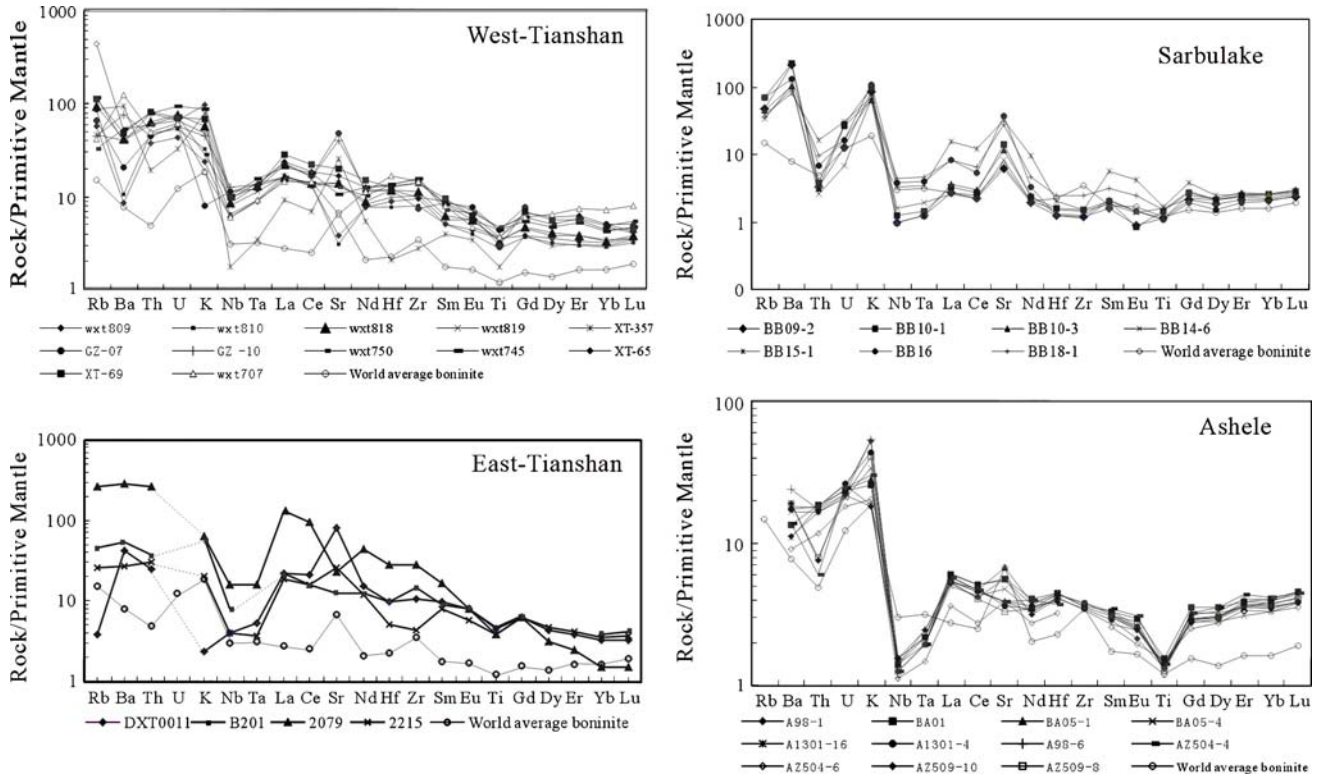 West-Tianshan
Rock/Primitive Mantle
1000
100
10
1
Rb Ba Th U K Nb Ta La Ce Sr Nd Hf Zr Sm Eu Ti Gd Dy Er Yb Lu
wxt809 wxt810 wxt818 wxt819 XT-357
GZ-07 GZ -10 wxt750 wxt745 XT-65
XT-69 wxt707 World average boninite
Sarbulake
Rock/Primitive Mantle
1000
100
10
1
0
Rb Ba Th U K Nb Ta La Ce Sr Nd Hf Zr Sm Eu Ti Gd Dy Er Yb Lu
BB09-2 BB10-1 BB10-3 BB14-6
BB15-1 BB16 BB18-1 World average boninite
East-Tianshan
Rock/Primitive Mantle
1000
100
10
1
Rb Ba Th U K Nb Ta La Ce Sr Nd Hf Zr Sm Eu Ti Gd Dy Er Yb Lu
DXT0011 B201 2079 2215 World average boninite
Ashele
Rock/Primitive Mantle
100
10
1
Rb Ba Th U K Nb Ta La Ce Sr Nd Hf Zr Sm Eu Ti Gd Dy Er Yb Lu
A98-1 BA01 BA05-1 BA05-4
A1301-16 A1301-4 A98-6 AZ504-4
AZ504-6 AZ509-10 AZ509-8 World average boninite